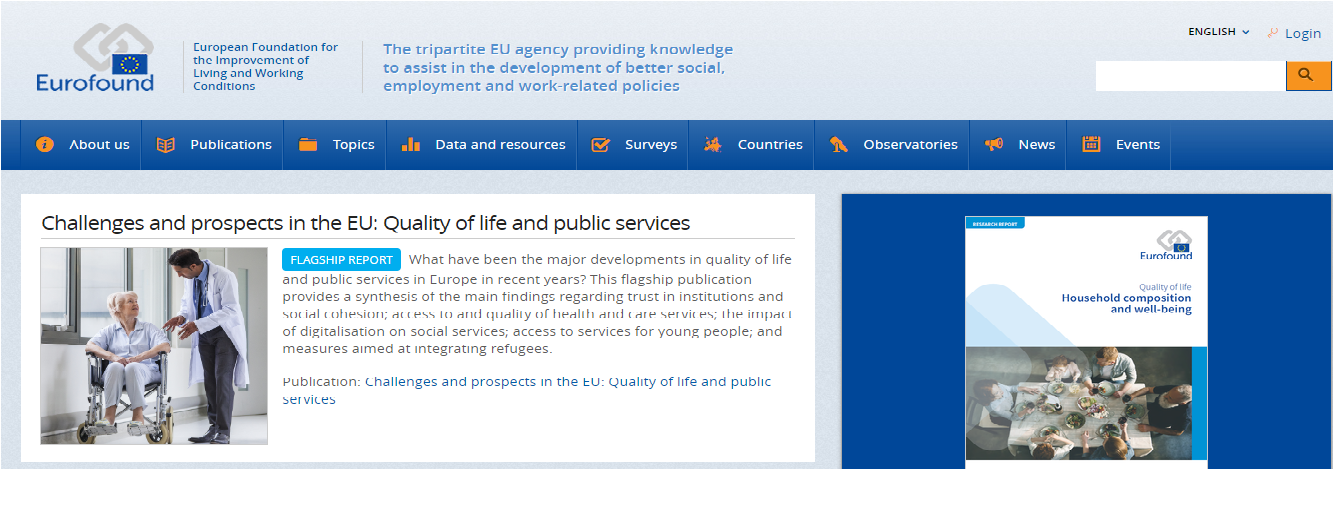 Eurofound
European Foundation for
the Improvement of
Living and Working
Conditions
The tripartite EU agency providing knowledge
to assist in the development of better social,
employment and work-related policies
ENGLISH
Login
About us
Publications
Topics
Data and resources
Surveys
Countries
Observatories
News
Events
Challenges and prospects in the EU: Quality of life and public services
FLAGSHIP REPORT What have been the major developments in quality of life
and public services in Europe in recent years? This flagship publication
provides a synthesis of the main findings regarding trust in institutions and
social cohesion; access to and quality of health and care services; the impact
of digitalisation on social services; access to services for young people; and
measures aimed at integrating refugees.
Publication: Challenges and prospects in the EU: Quality of life and public
services
RESEARCH REPORT
Eurofound
Quality of life
Household composition
and well-being